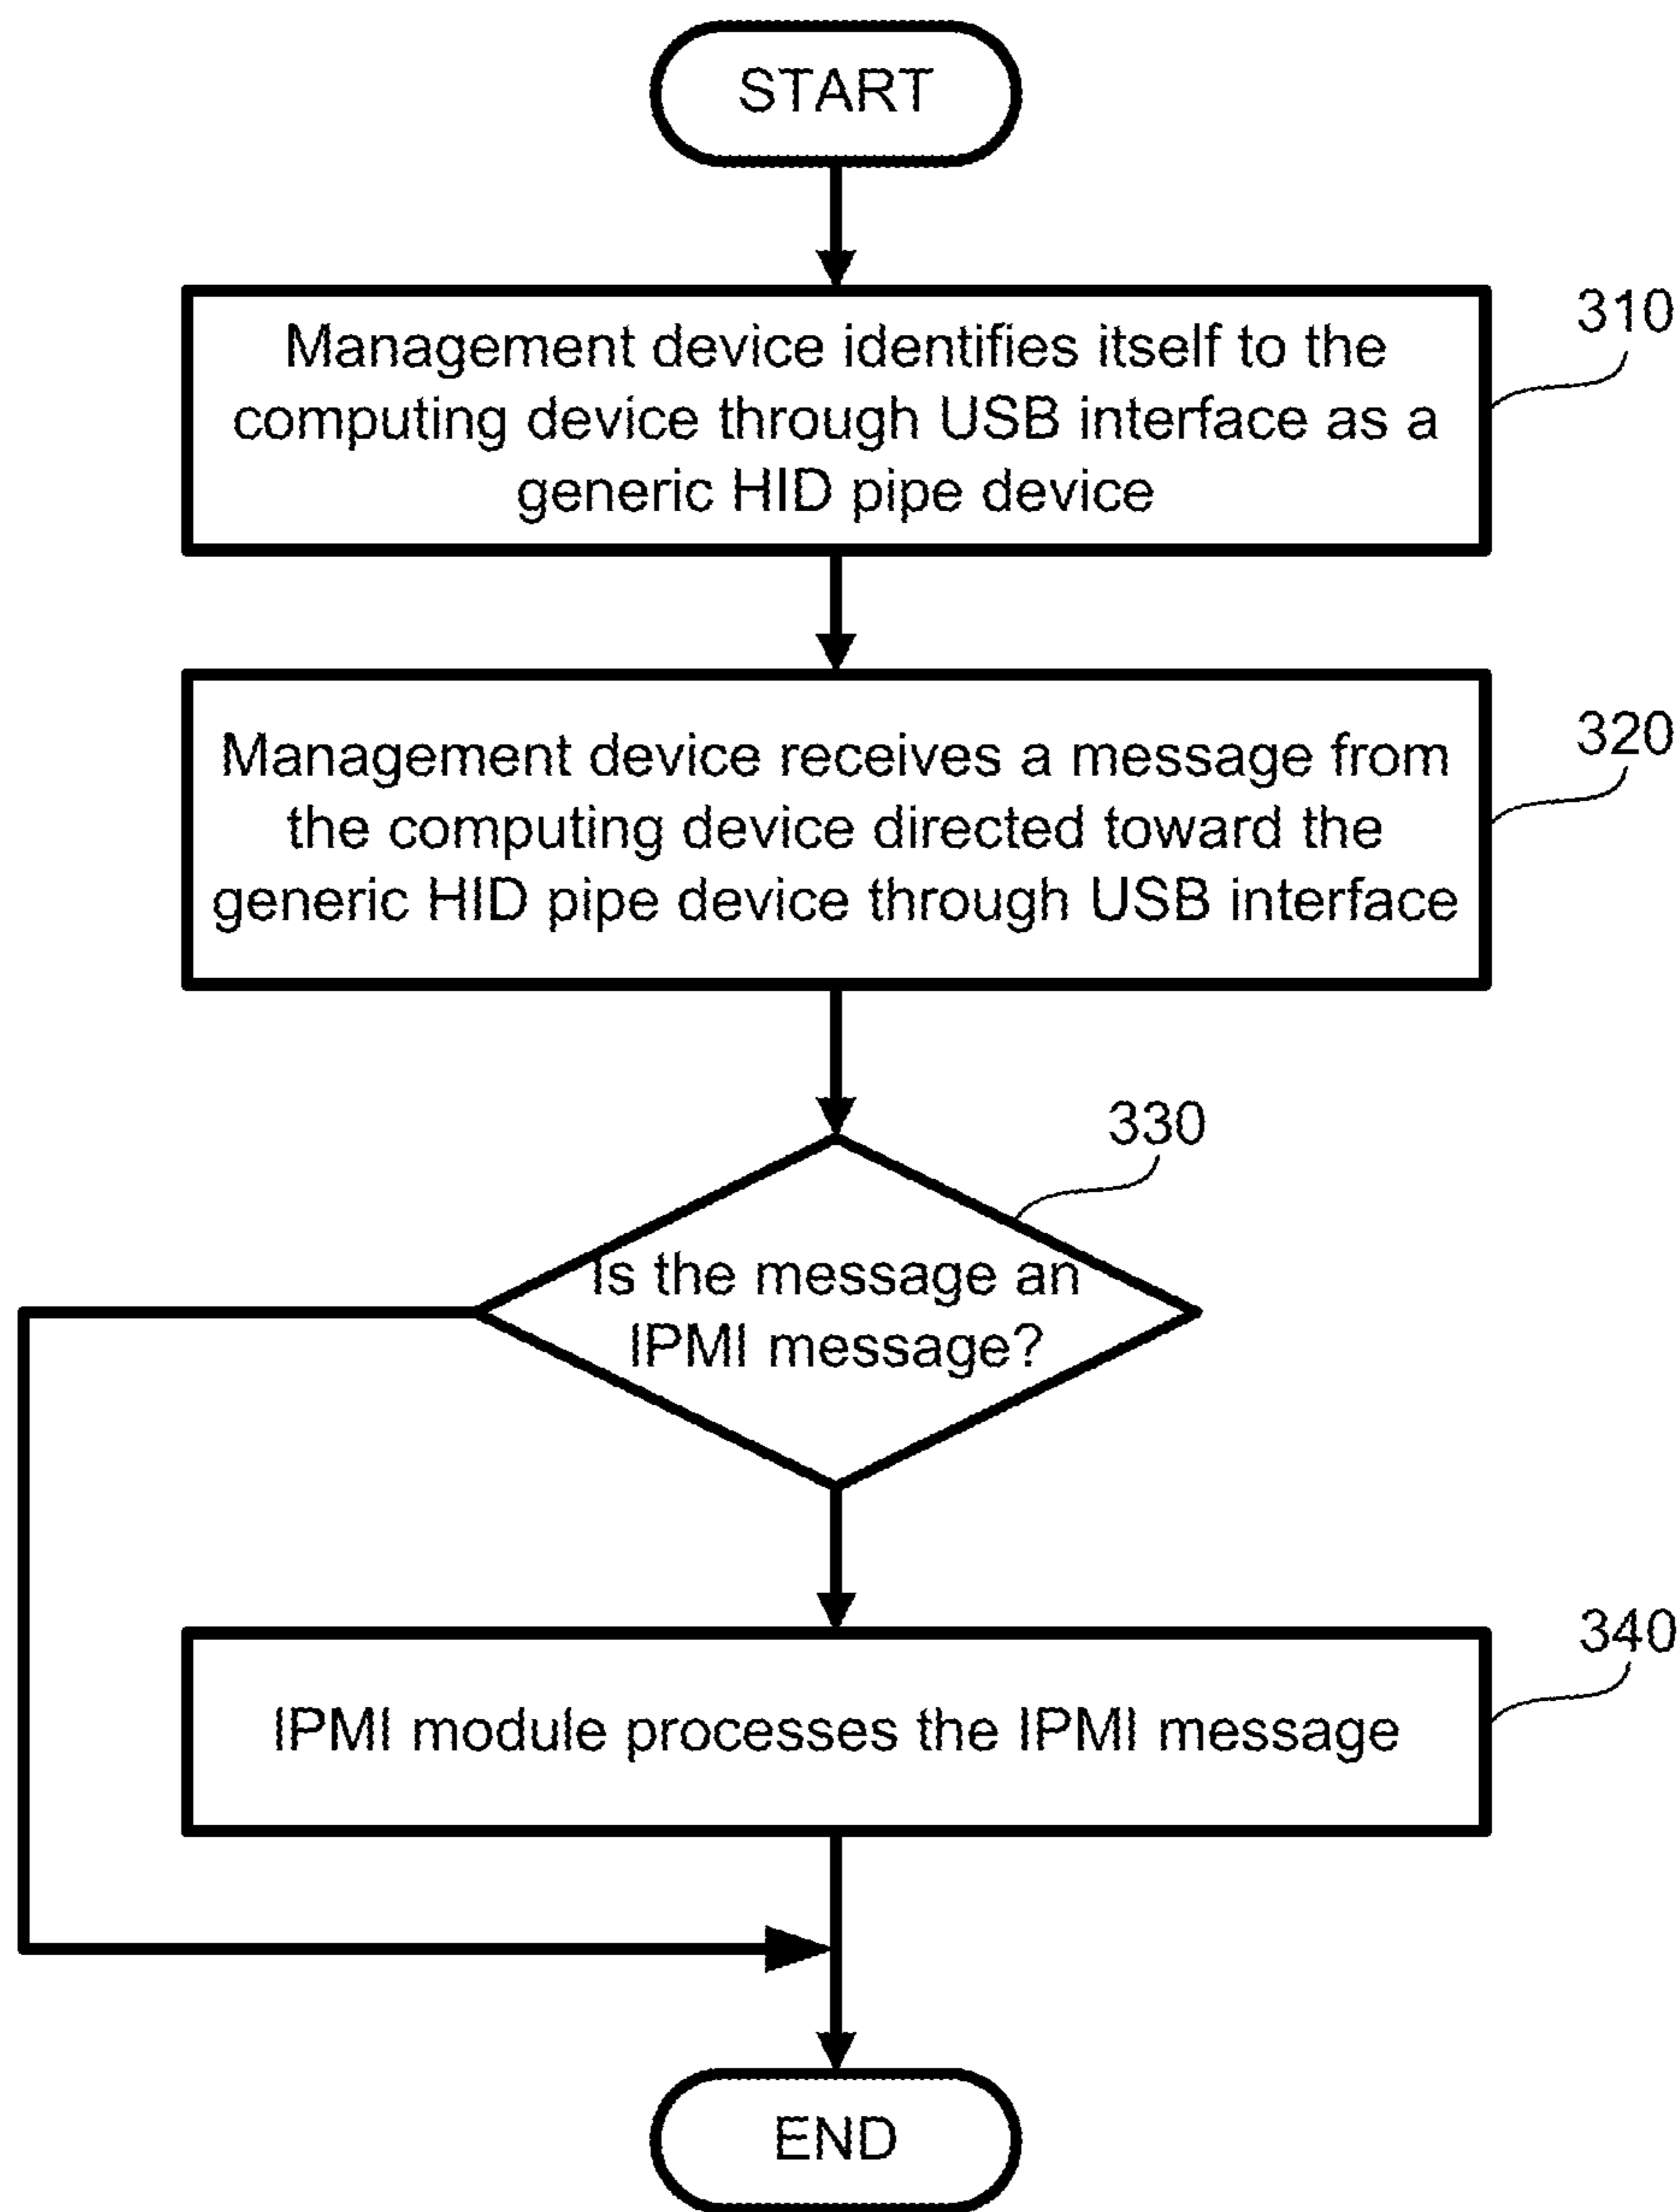 START
310
Management device identifies itself to the
computing device through USB interface as a
generic HID pipe device
320
Management device receives a message from
the computing device directed toward the
generic HID pipe device through USB interface
330
Is the message an
IPMI message?
340
IPMI module processes the IPMI message
END